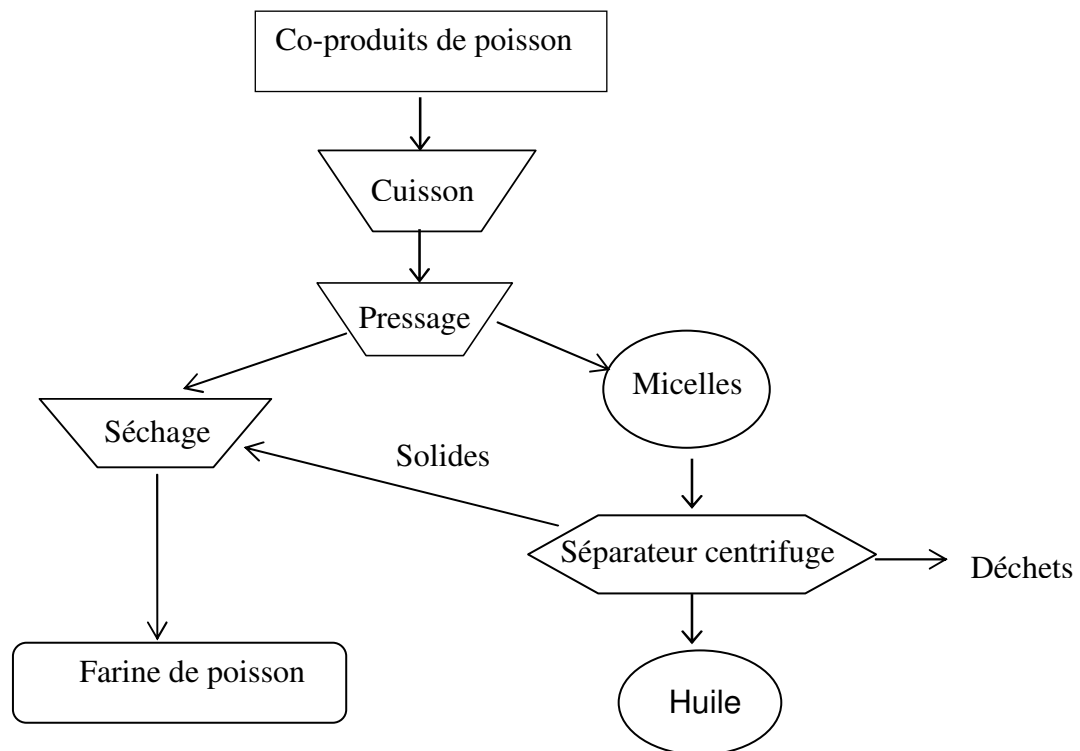 Co-produits de poisson
Cuisson
Pressage
Micelles
Séchage
Solides
Séparateur centrifuge
Déchets
Farine de poisson
Huile